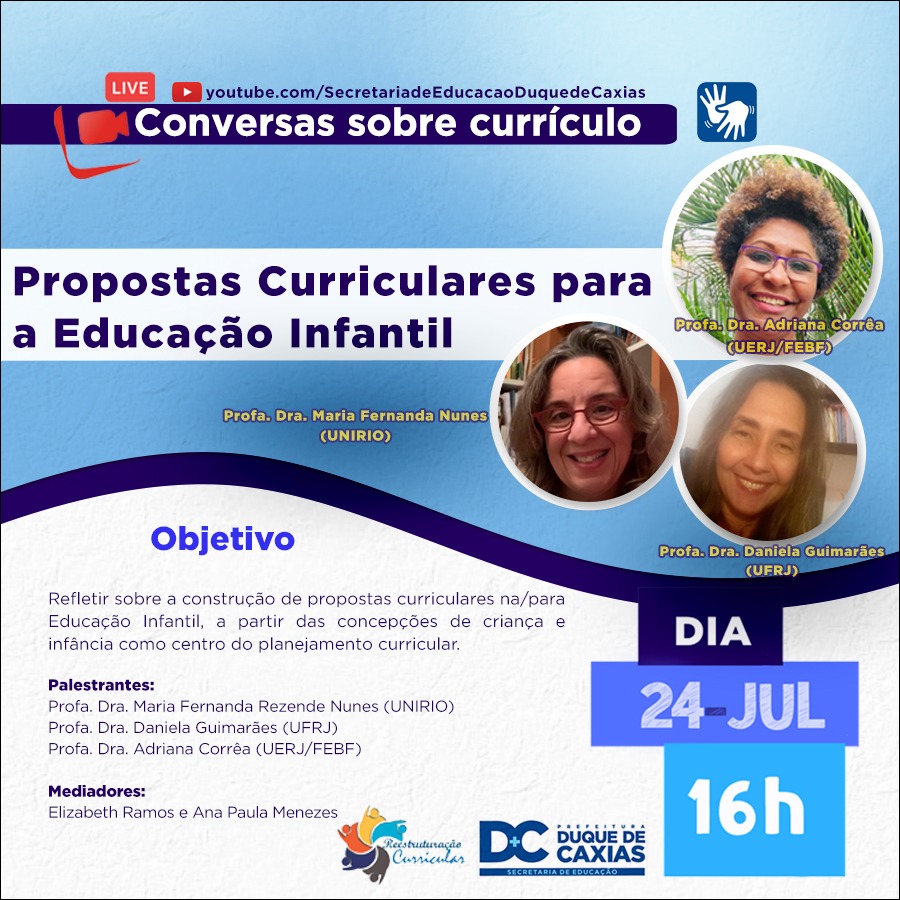 LIVE
youtube.com/SecretariadeEducacaoDuquedeCaxias
Conversas sobre currículo
Propostas Curriculares para
a Educação Infantil
Profa. Dra. Adriana Corrêa
(UERJ/FEBF)
Profa. Dra. Maria Fernanda Nunes
(UNIRIO)
Profa. Dra. Daniela Guimarães
(UFRJ)
Objetivo
Refletir sobre a construção de propostas curriculares na/para
Educação Infantil, a partir das concepções de criança e
infância como centro do planejamento curricular.
Palestrantes:
Profa. Dra. Maria Fernanda Rezende Nunes (UNIRIO)
Profa. Dra. Daniela Guimarães (UFRJ)
Profa. Dra. Adriana Corrêa (UERJ/FEBF)
Mediadores:
Elizabeth Ramos e Ana Paula Menezes
DIA
24-JUL
16h
Reestruturação
Curricular
D+C
PREFEITURA
DUQUE DE
CAXIAS
SECRETARIA DE EDUCAÇÃO